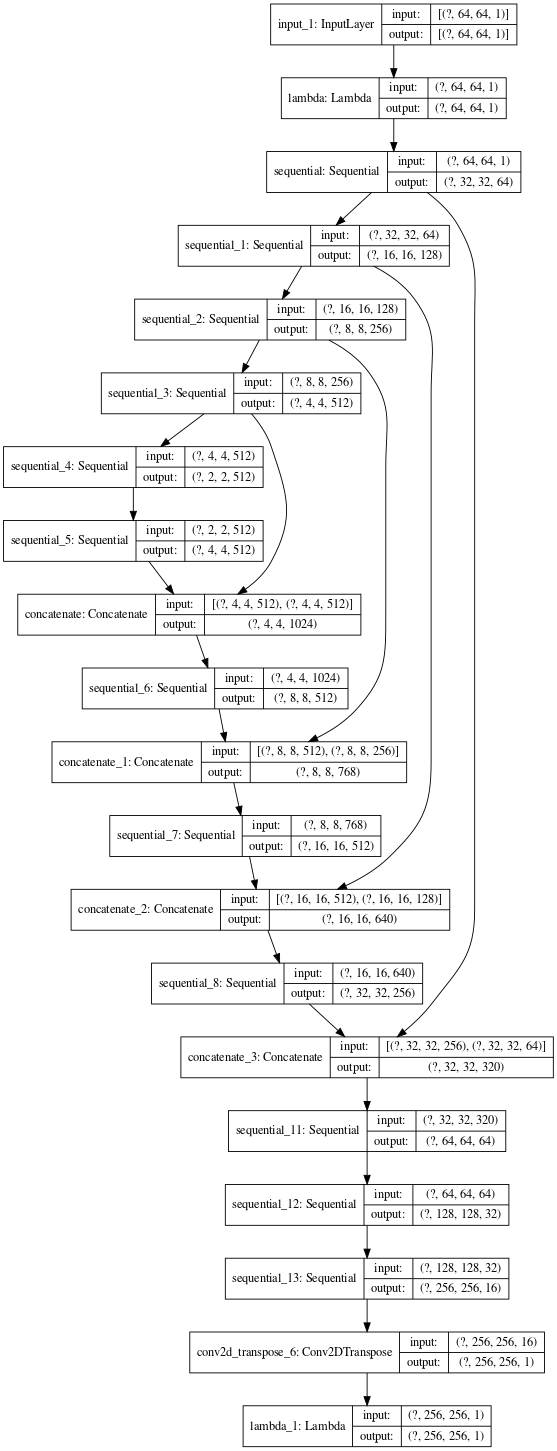 input_1: InputLayer
input: [(?, 64, 64, 1)]
output: [(?, 64, 64, 1)]
lambda: Lambda
input: (?, 64, 64, 1)
output: (?, 64, 64, 1)
sequential: Sequential
input: (?, 64, 64, 1)
output: (?, 32, 32, 64)
sequential_1: Sequential
input: (?, 32, 32, 64)
output: (?, 16, 16, 128)
sequential_2: Sequential
input: (?, 16, 16, 128)
output: (?, 8, 8, 256)
sequential_3: Sequential
input: (?, 8, 8, 256)
output: (?, 4, 4, 512)
sequential_4: Sequential
input: (?, 4, 4, 512)
output: (?, 2, 2, 512)
sequential_5: Sequential
input: (?, 2, 2, 512)
output: (?, 4, 4, 512)
concatenate: Concatenate
input: [(?, 4, 4, 512), (?, 4, 4, 512)]
output: (?, 4, 4, 1024)
sequential_6: Sequential
input: (?, 4, 4, 1024)
output: (?, 8, 8, 512)
concatenate_1: Concatenate
input: [(?, 8, 8, 512), (?, 8, 8, 256)]
output: (?, 8, 8, 768)
sequential_7: Sequential
input: (?, 8, 8, 768)
output: (?, 16, 16, 512)
concatenate_2: Concatenate
input: [(?, 16, 16, 512), (?, 16, 16, 128)]
output: (?, 16, 16, 640)
sequential_8: Sequential
input: (?, 16, 16, 640)
output: (?, 32, 32, 256)
concatenate_3: Concatenate
input: [(?, 32, 32, 256), (?, 32, 32, 64)]
output: (?, 32, 32, 320)
sequential_11: Sequential
input: (?, 32, 32, 320)
output: (?, 64, 64, 64)
sequential_12: Sequential
input: (?, 64, 64, 64)
output: (?, 128, 128, 32)
sequential_13: Sequential
input: (?, 128, 128, 32)
output: (?, 256, 256, 16)
conv2d_transpose_6: Conv2DTranspose
input: (?, 256, 256, 16)
output: (?, 256, 256, 1)
lambda_1: Lambda
input: (?, 256, 256, 1)
output: (?, 256, 256, 1)